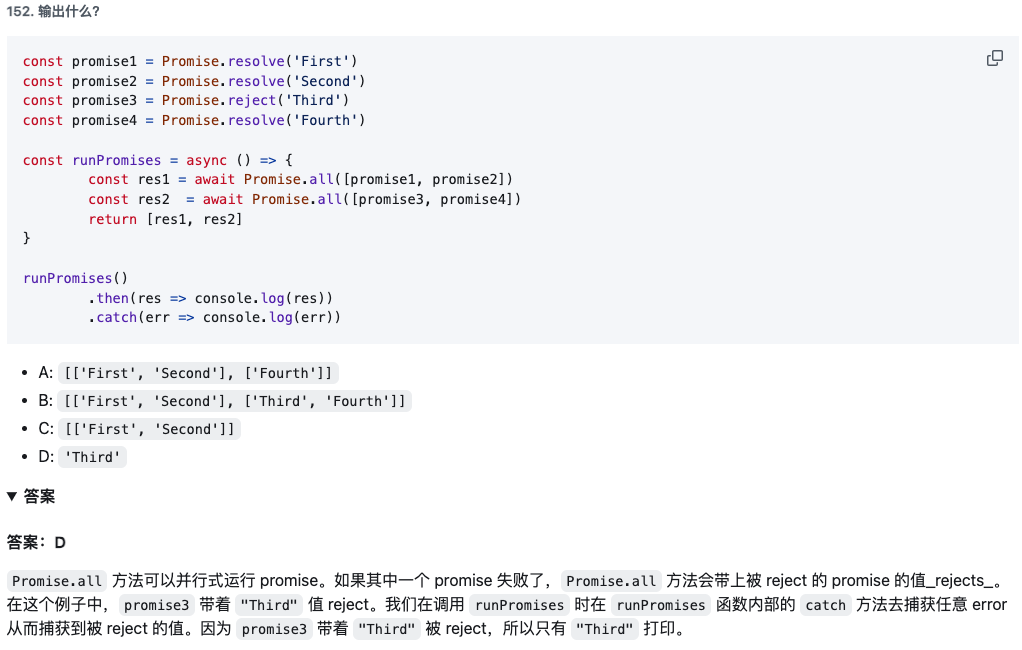 152. 输出什么?
const promise1 = Promise.resolve('First')
const promise2 = Promise.resolve('Second')
const promise3 = Promise.reject('Third')
const promise4 = Promise.resolve('Fourth')

const runPromises = async () => {
        const res1 = await Promise.all([promise1, promise2])
        const res2  = await Promise.all([promise3, promise4])
        return [res1, res2]
}

runPromises()
        .then(res => console.log(res))
        .catch(err => console.log(err))
• A: [['First', 'Second'], ['Fourth']]
• B: [['First', 'Second'], ['Third', 'Fourth']]
• C: [['First', 'Second']]
• D: 'Third'
▼ 答案
答案：D
Promise.all 方法可以并行式运行 promise。如果其中一个 promise 失败了， Promise.all 方法会带上被 reject 的 promise 的值_rejects_。
在这个例子中， promise3 带着 "Third" 值 reject。我们在调用 runPromises 时在 runPromises 函数内部的 catch 方法去捕获任意 error
从而捕获到被 reject 的值。因为 promise3 带着 "Third" 被 reject，所以只有 "Third" 打印。